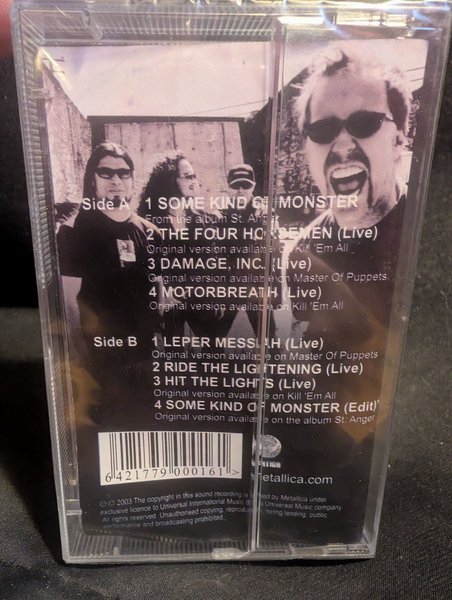 Side A 1 SOME KIND OF MONSTER
From the album St. Anger
2 THE FOUR HORSEMEN (Live)
Original version available on Kill 'Em All
3 DAMAGE, INC. (Live)
Original version available on Master Of Puppets
4 MOTORBREATH (Live)
Original version available on Kill 'Em All
Side B 1 LEPER MESSIAH (Live)
Original version available on Master Of Puppets
2 RIDE THE LIGHTENING (Live)
3 HIT THE LIGHTS (Live)
Original version available on Kill 'Em All
4 SOME KIND OF MONSTER (Edit)*
Original version available on the album St. Anger
6 421779 000161 >
metallica.com
℗ © 2003 The copyright in this sound recording is owned by Metallica under
exclusive licence to Universal International Music B.V. a Universal Music company
All rights reserved. Unauthorised copying, reproduction, hiring lending, public
performance and broadcasting prohibited.